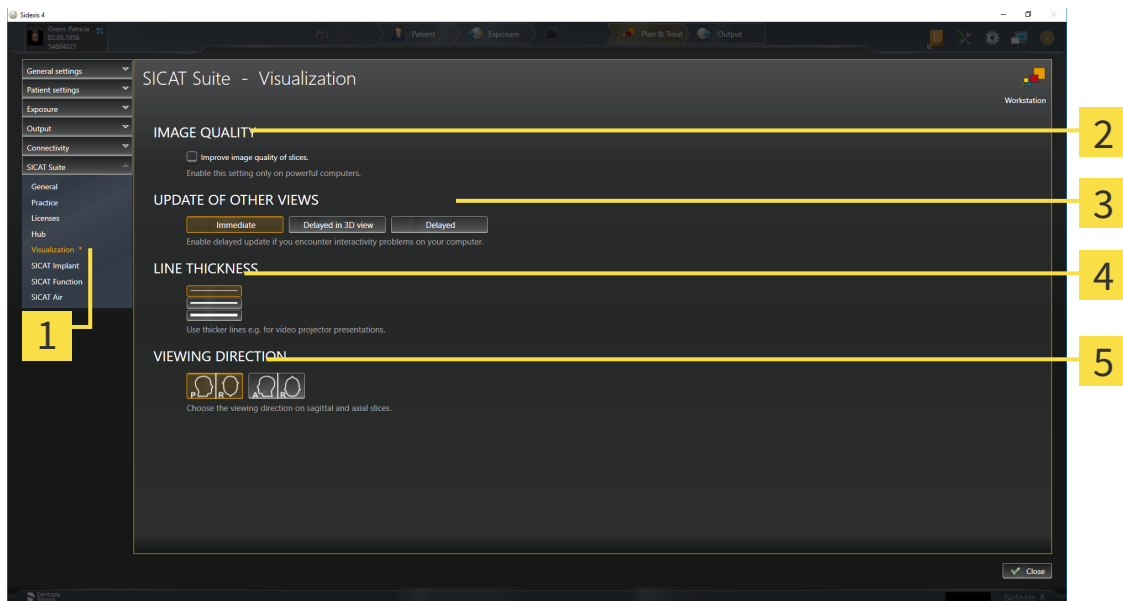 Sidexis 4
Green Patricia
02.05.1956
54684027
Patient
Exposure
Plan & Treat
Output
General settings
Patient settings
Exposure
Output
Connectivity
SICAT Suite
General
Practice
Licenses
Hub
Visualization *
SICAT Implant
SICAT Function
SICAT Air
1
SICAT Suite - Visualization
Workstation
IMAGE QUALITY
2
Improve image quality of slices.
Enable this setting only on powerful computers.
UPDATE OF OTHER VIEWS
3
Immediate Delayed in 3D view Delayed
Enable delayed update if you encounter interactivity problems on your computer.
LINE THICKNESS
4
Use thicker lines e.g. for video projector presentations.
VIEWING DIRECTION
5
P R A R
Choose the viewing direction on sagittal and axial slices.
Close
Dentsply
Sirona
Sidexis 4